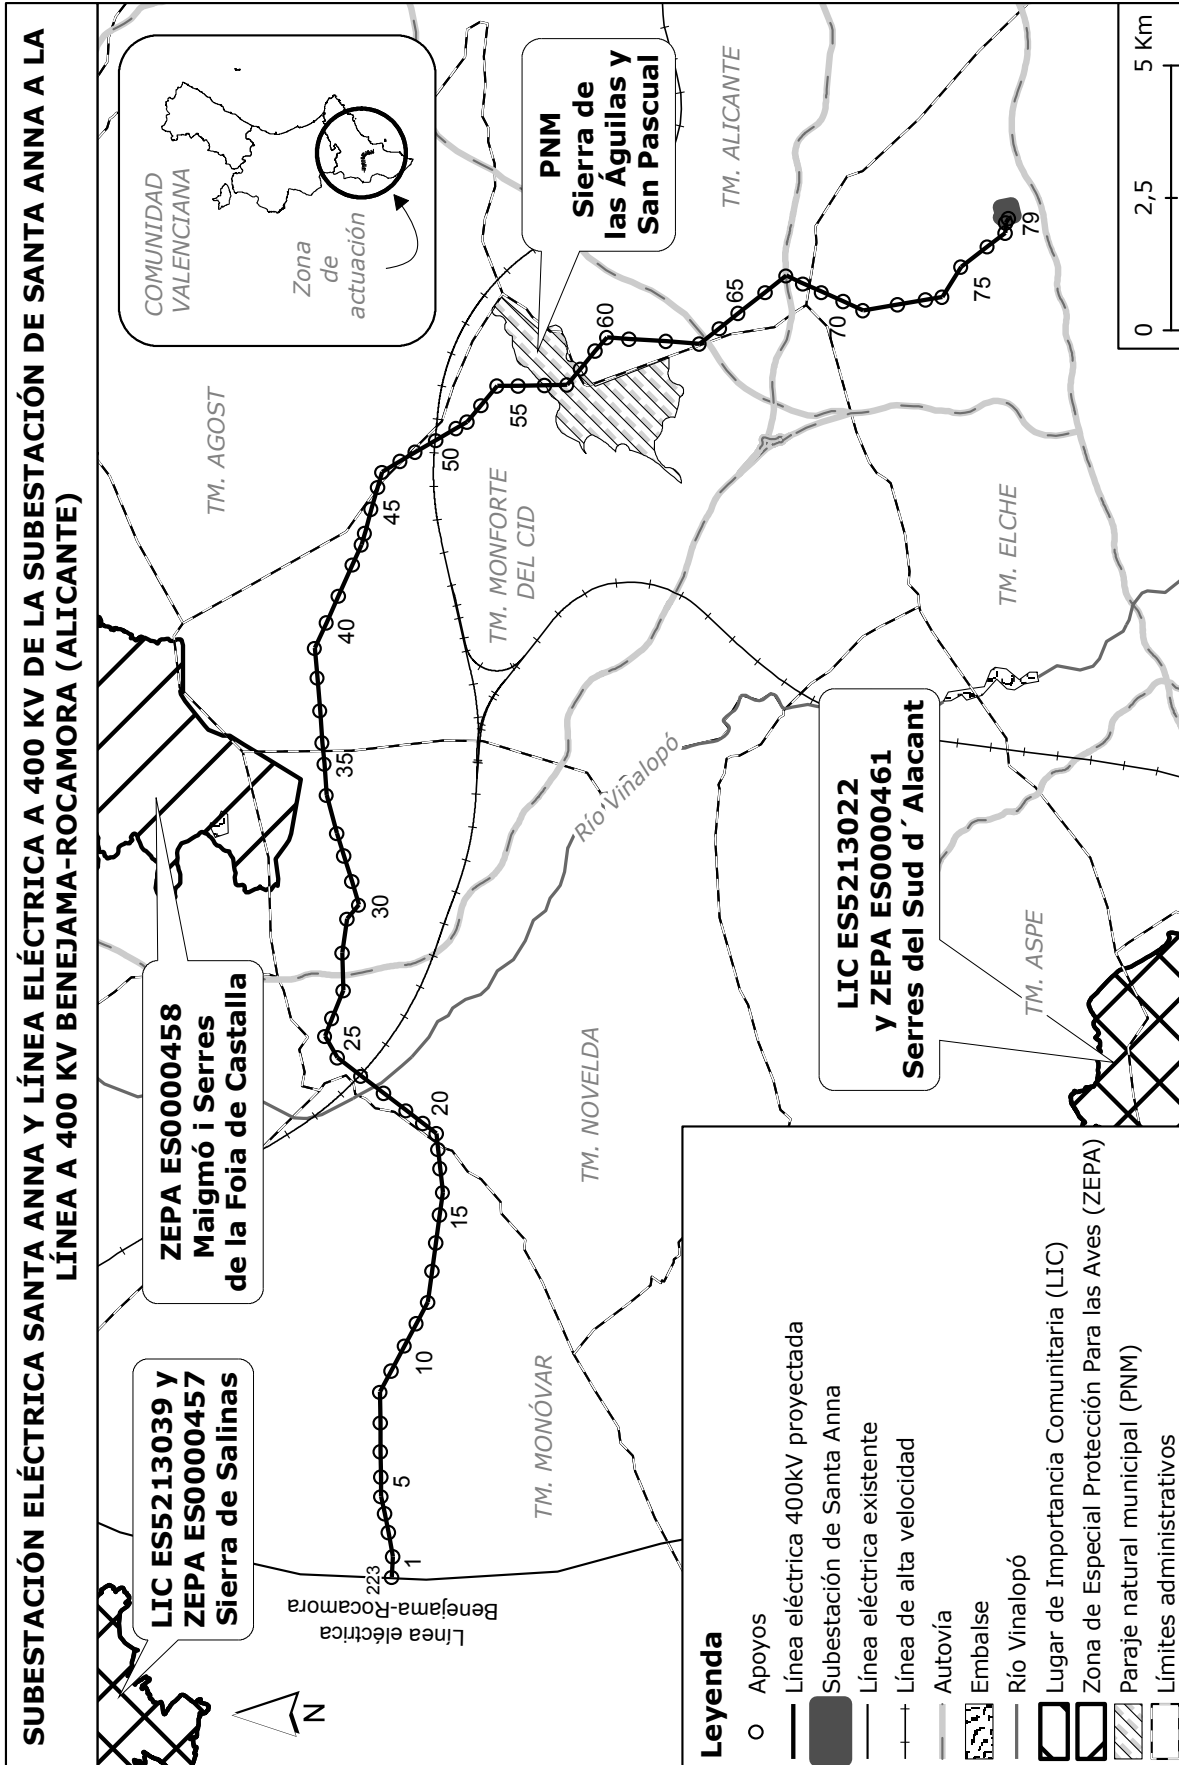 SUBESTACIÓN ELÉCTRICA SANTA ANNA Y LÍNEA ELÉCTRICA A 400 KV DE LA SUBESTACIÓN DE SANTA ANNA A LA
LÍNEA A 400 KV BENEJAMA-ROCAMORA (ALICANTE)
LIC ES5213039 y
ZEPA ES0000457
Sierra de Salinas
ZEPA ES0000458
Maigmó i Serres
de la Foia de Castalla
TM. AGOST
COMUNIDAD
VALENCIANA
Zona
de
actuación
PNM
Sierra de
las Águilas y
San Pascual
N
Línea eléctrica
Benejama-Rocamora
223
1
5
10
15
20
25
30
35
40
45
50
55
60
65
70
75
79
TM. MONÓVAR
TM. NOVELDA
Río Vinalopó
TM. MONFORTE
DEL CID
TM. ALICANTE
LIC ES5213022
y ZEPA ES0000461
Serres del Sud d´Alacant
TM. ASPE
TM. ELCHE
Leyenda
Apoyos
Línea eléctrica 400kV proyectada
Subestación de Santa Anna
Línea eléctrica existente
Línea de alta velocidad
Autovía
Embalse
Río Vinalopó
Lugar de Importancia Comunitaria (LIC)
Zona de Especial Protección Para las Aves (ZEPA)
Paraje natural municipal (PNM)
Límites administrativos
0 2,5 5 Km